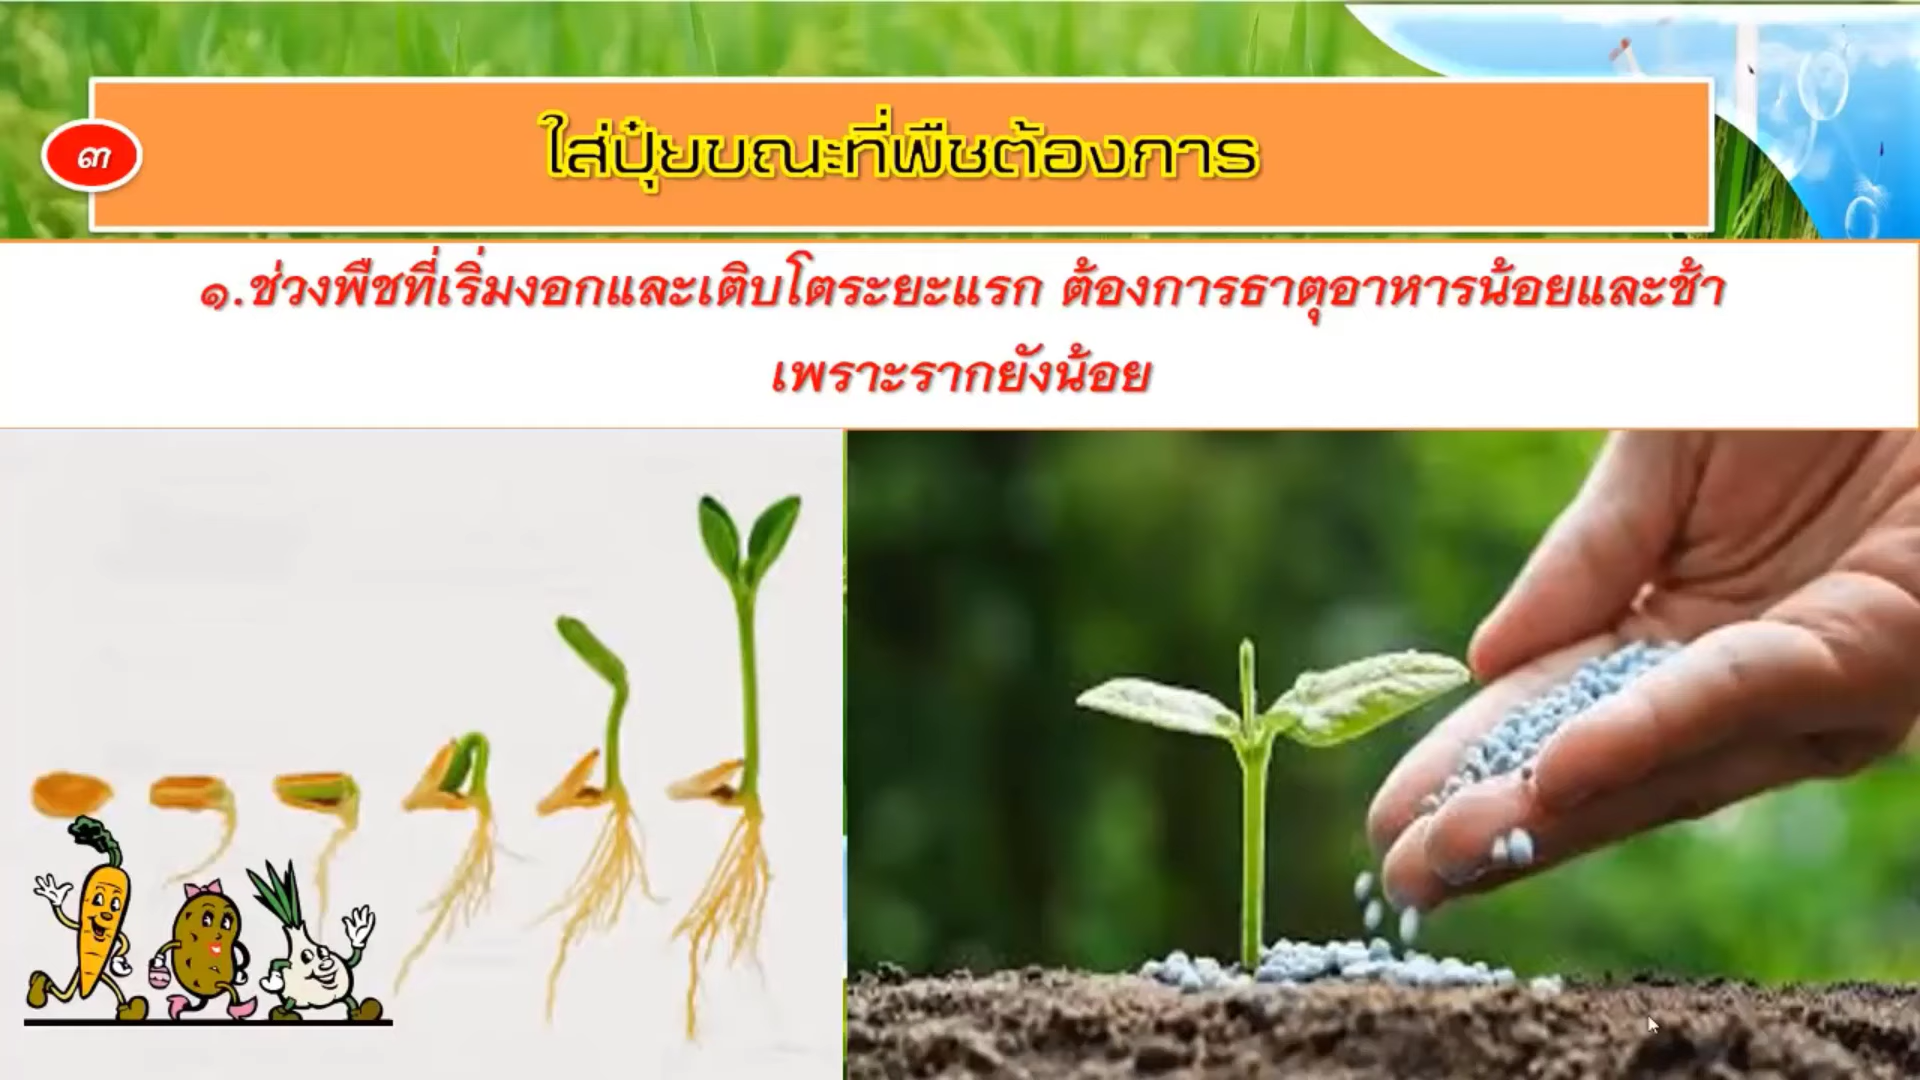 ๓
ใส่ปุ๋ยขณะที่พืชต้องการ
๑.ช่วงพืชที่เริ่มงอกและเติบโตระยะแรก ต้องการธาตุอาหารน้อยและช้า
เพราะรากยังน้อย